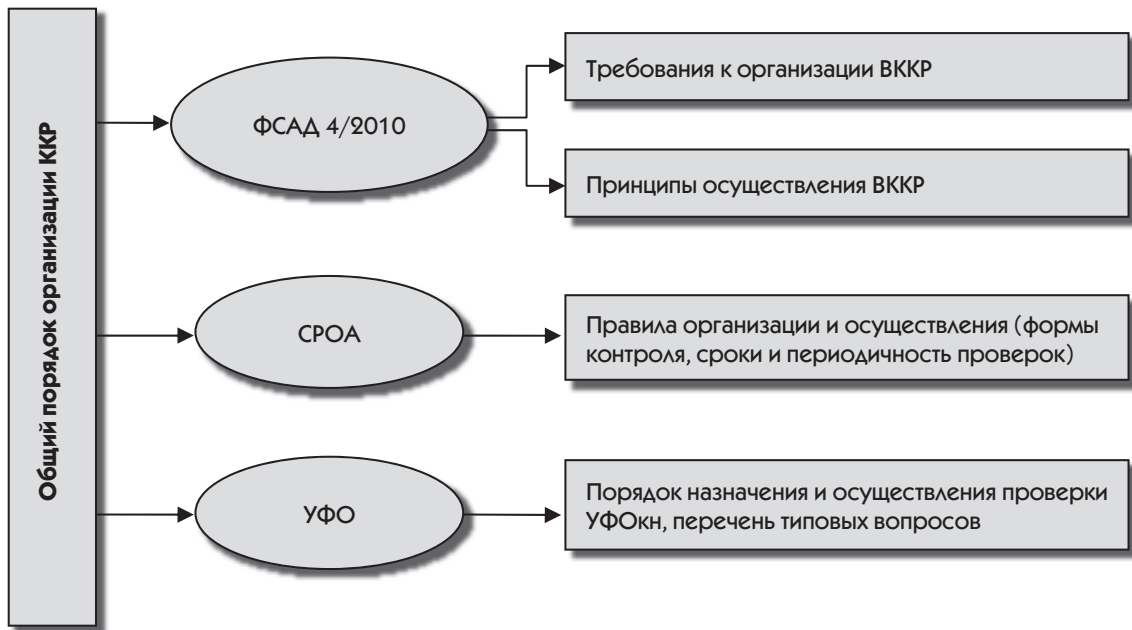 Общий порядок организации ККР
ФСАД 4/2010
Требования к организации ВККР
Принципы осуществления ВККР
СРОА
Правила организации и осуществления (формы
контроля, сроки и периодичность проверок)
УФО
Порядок назначения и осуществления проверки
УФОкн, перечень типовых вопросов